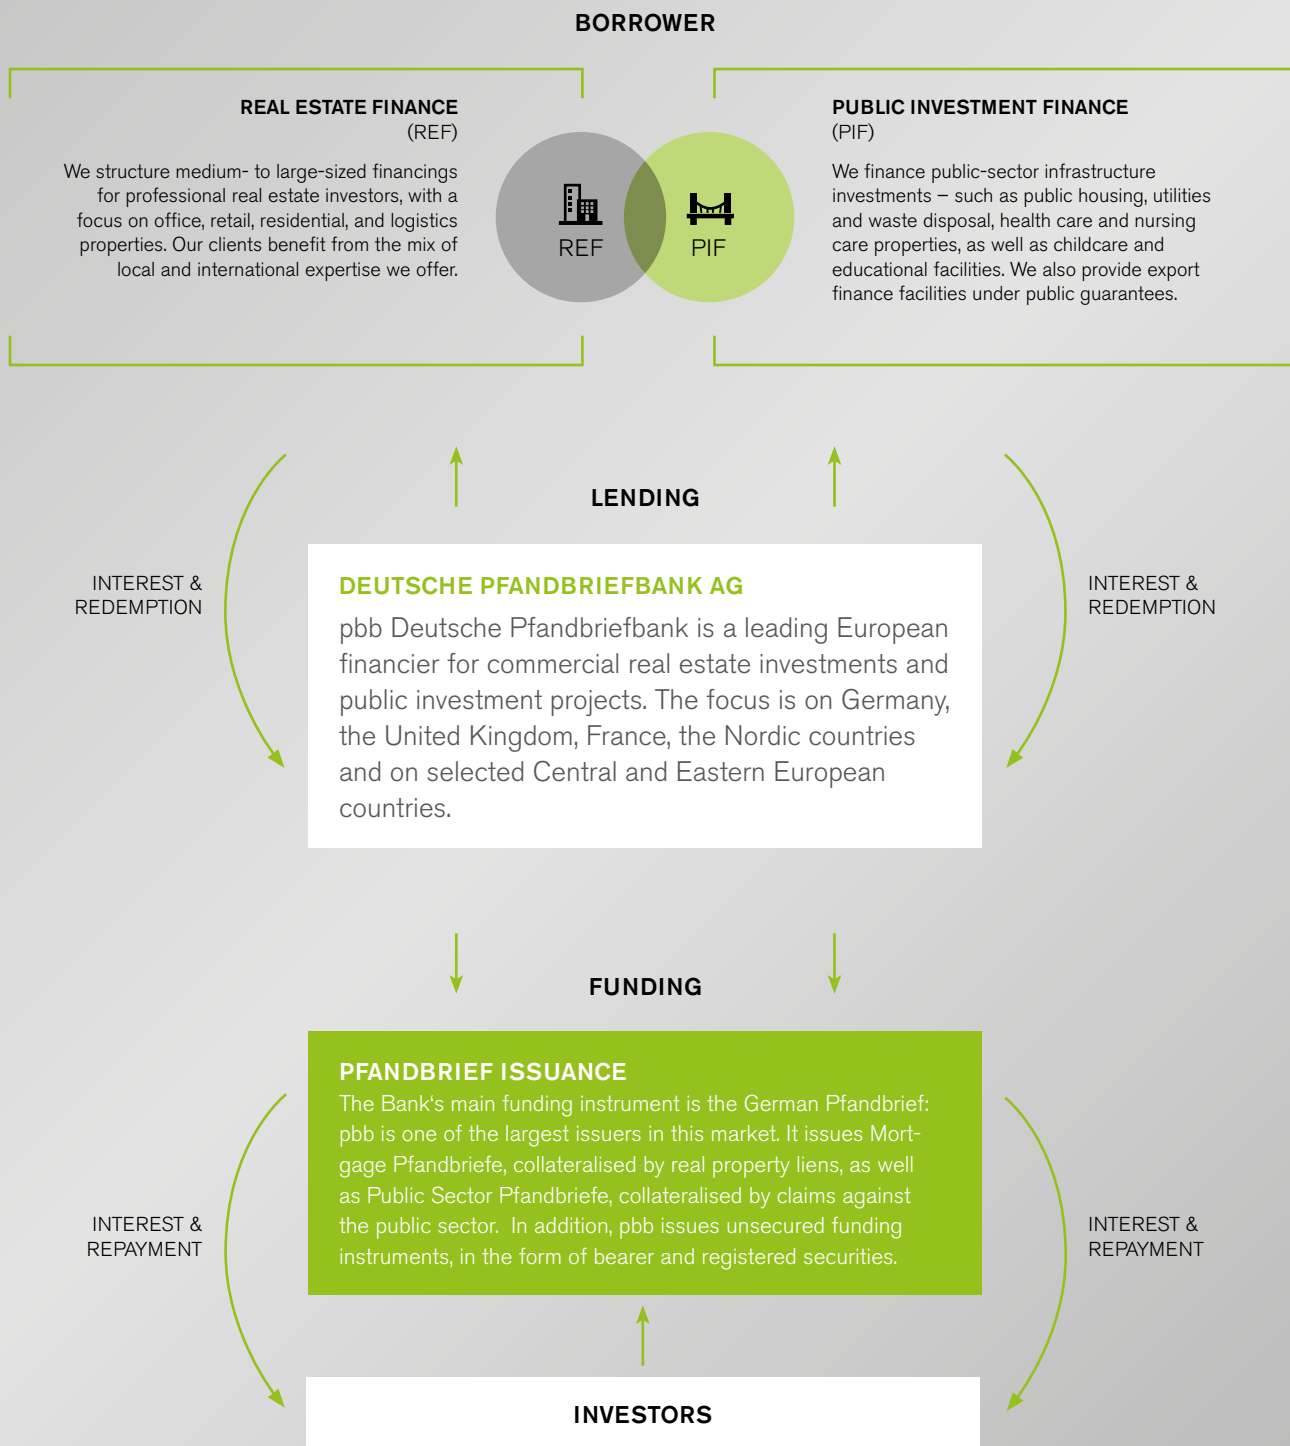 BORROWER
REAL ESTATE FINANCE
(REF)
We structure medium- to large-sized financings
for professional real estate investors, with a
focus on office, retail, residential, and logistics
properties. Our clients benefit from the mix of
local and international expertise we offer.
REF
PIF
PUBLIC INVESTMENT FINANCE
(PIF)
We finance public-sector infrastructure
investments – such as public housing, utilities
and waste disposal, health care and nursing
care properties, as well as childcare and
educational facilities. We also provide export
finance facilities under public guarantees.
LENDING
INTEREST &
REDEMPTION
DEUTSCHE PFANDBRIEFBANK AG
pbb Deutsche Pfandbriefbank is a leading European
financier for commercial real estate investments and
public investment projects. The focus is on Germany,
the United Kingdom, France, the Nordic countries
and on selected Central and Eastern European
countries.
INTEREST &
REDEMPTION
FUNDING
INTEREST &
REPAYMENT
PFANDBRIEF ISSUANCE
The Bank‘s main funding instrument is the German Pfandbrief:
pbb is one of the largest issuers in this market. It issues Mort-
gage Pfandbriefe, collateralised by real property liens, as well
as Public Sector Pfandbriefe, collateralised by claims against
the public sector.  In addition, pbb issues unsecured funding
instruments, in the form of bearer and registered securities.
INTEREST &
REPAYMENT
INVESTORS